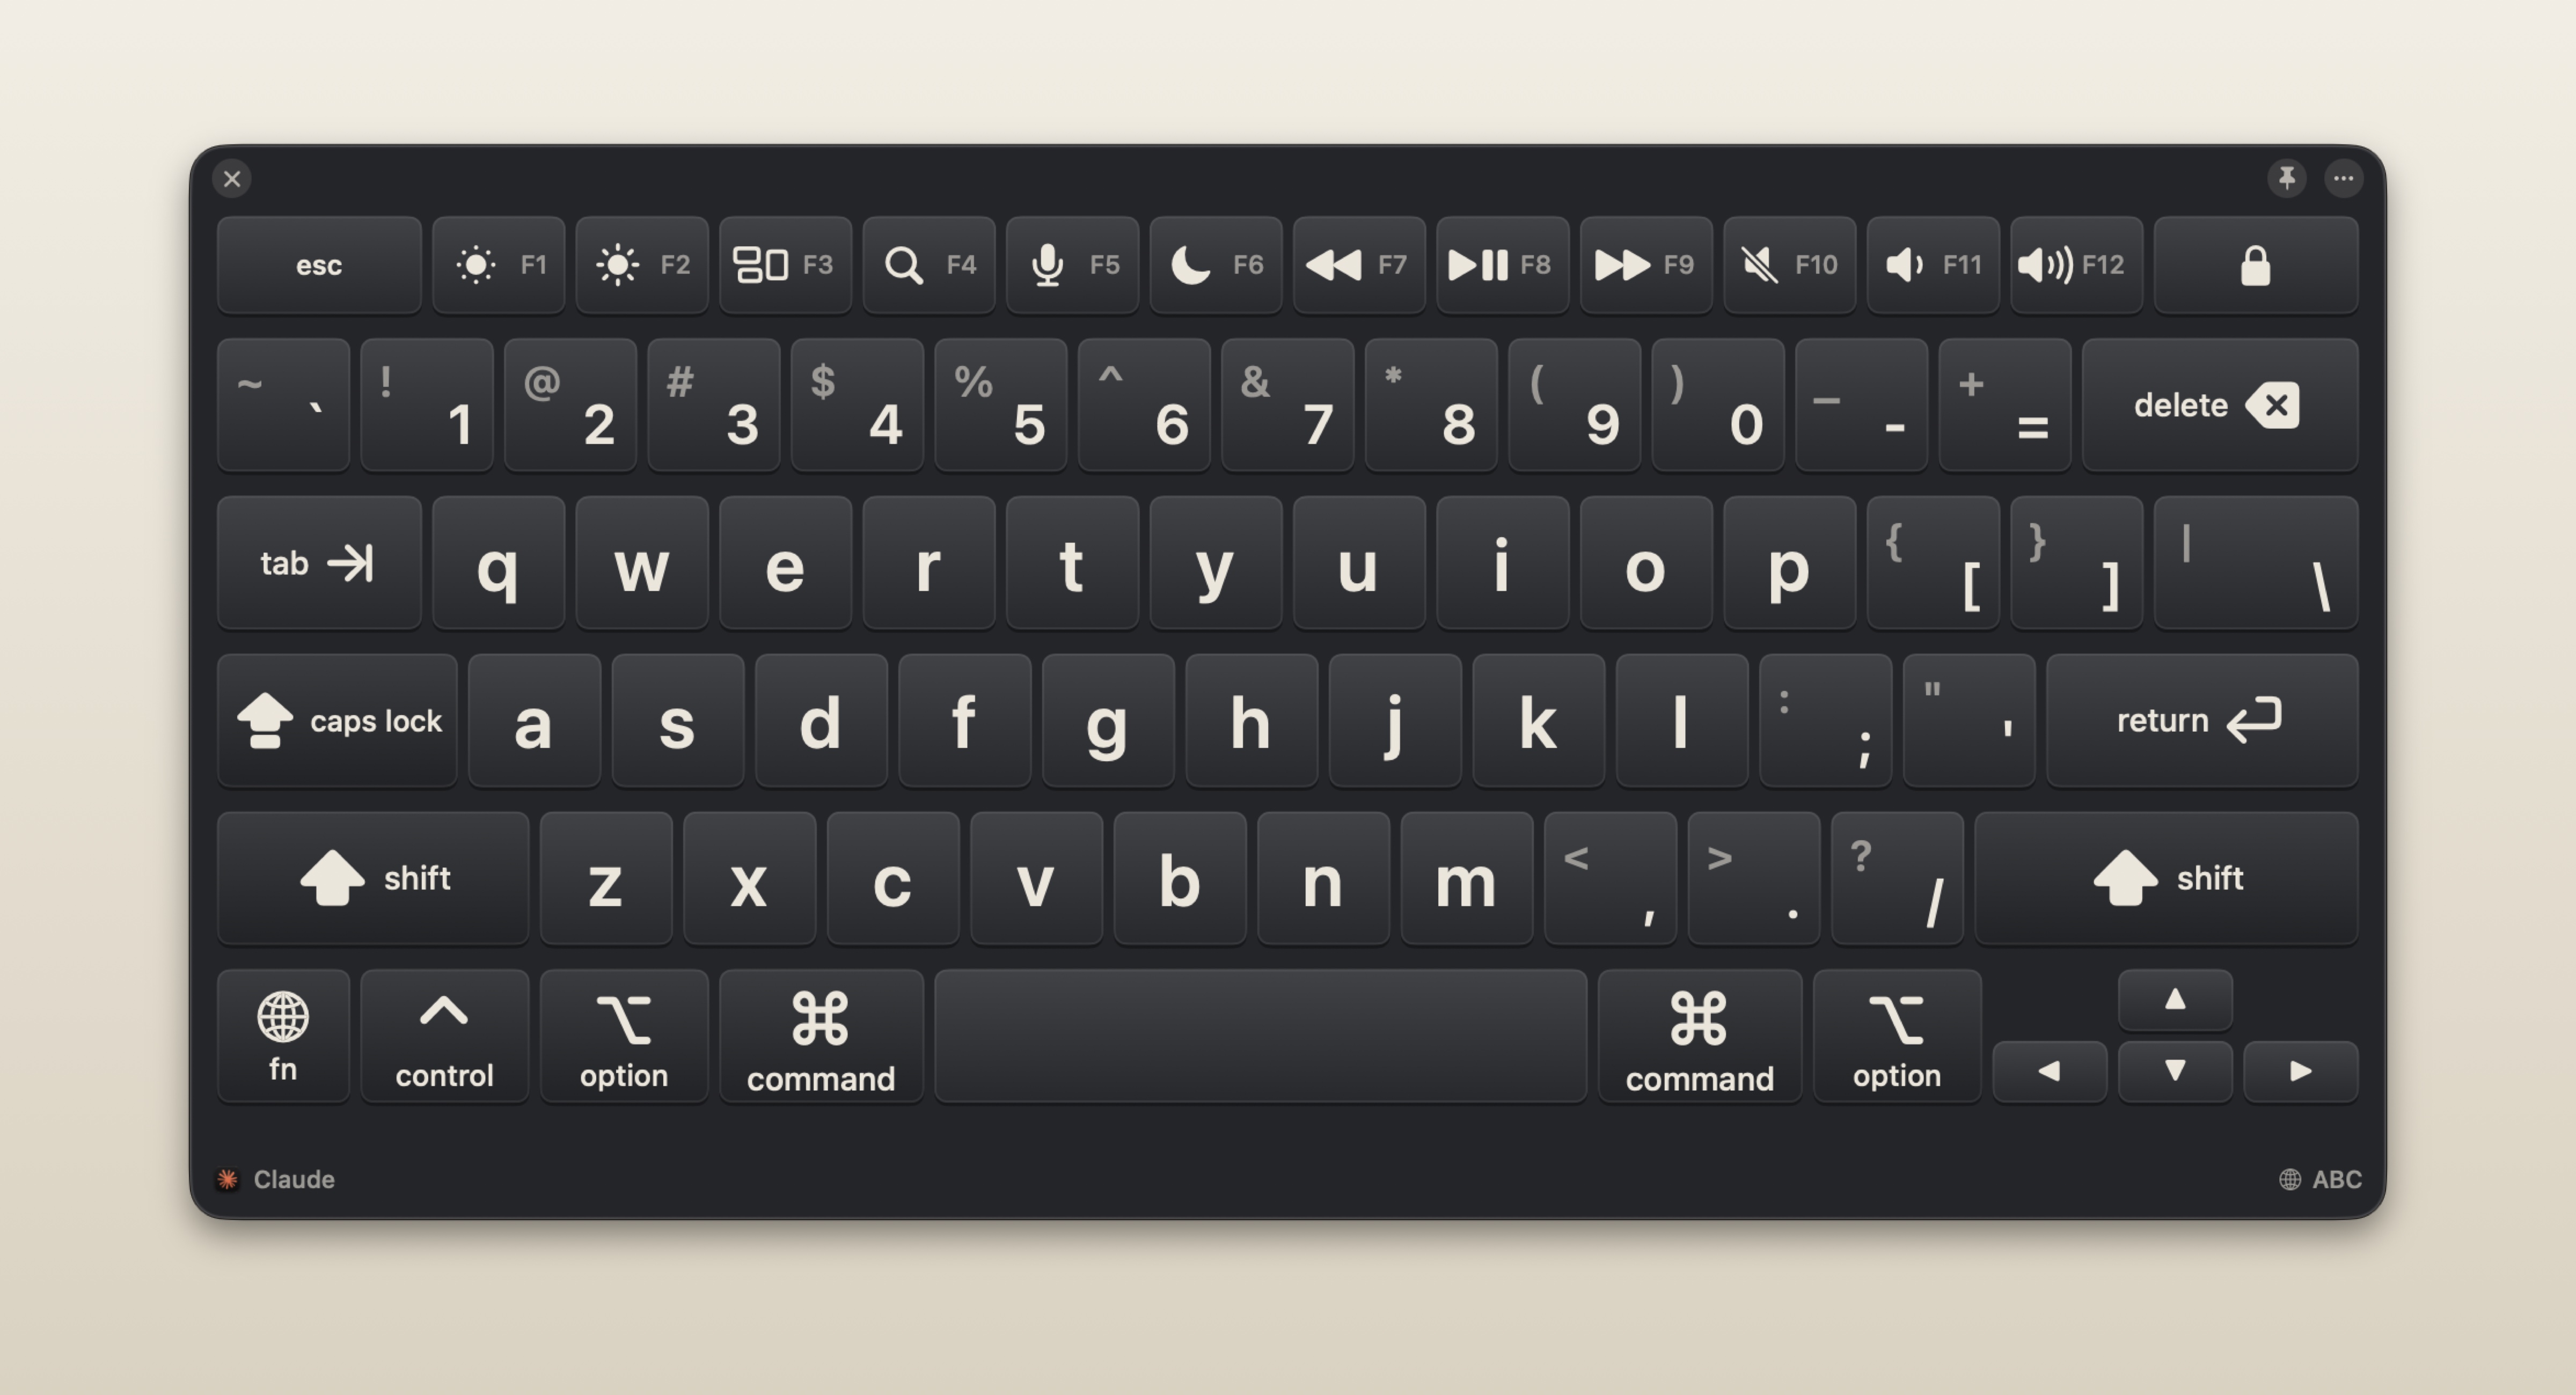 esc F1 F2 F3 F4 F5 F6 F7 F8 F9 F10 F11 F12
~ ` ! 1 @ 2 # 3 $ 4 % 5 ^ 6 & 7 * 8 ( 9 ) 0 _ - + = delete
tab q w e r t y u i o p { [ } ] | \
caps lock a s d f g h j k l : ; " ' return
shift z x c v b n m < , > . ? / shift
fn control option command command option
Claude ABC